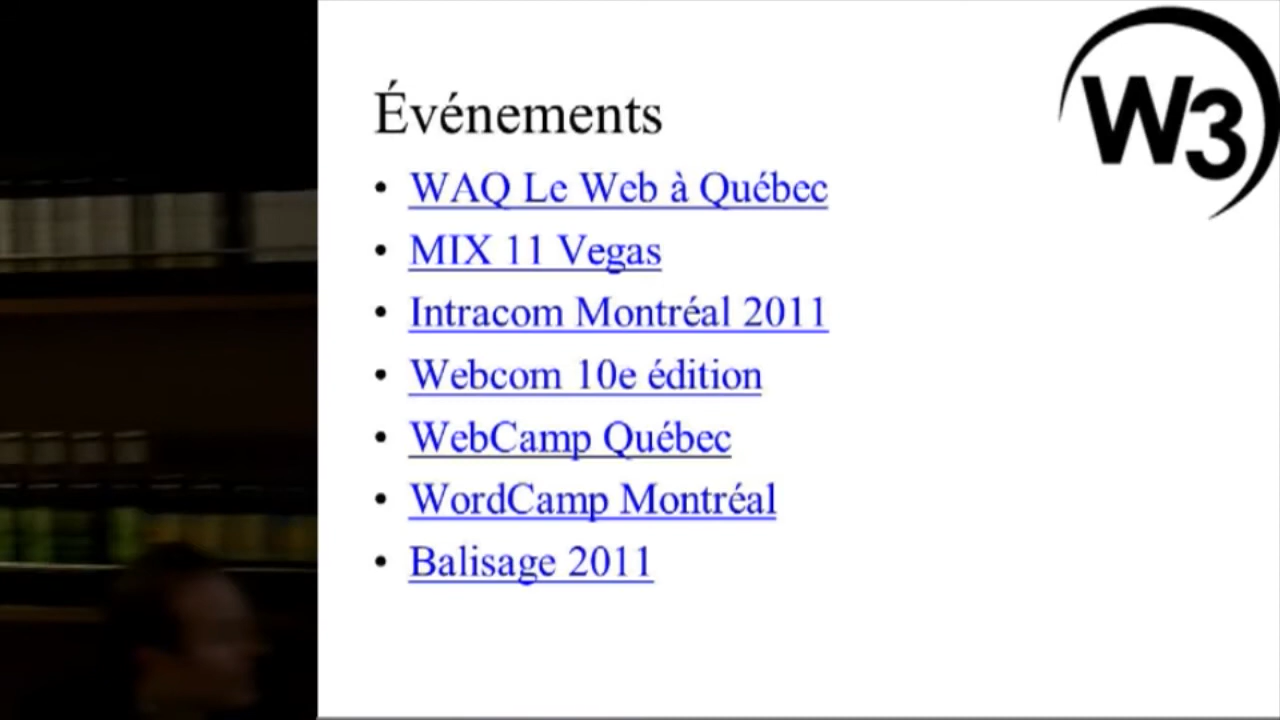 W3
Événements
• WAQ Le Web à Québec
• MIX 11 Vegas
• Intracom Montréal 2011
• Webcom 10e édition
• WebCamp Québec
• WordCamp Montréal
• Balisage 2011